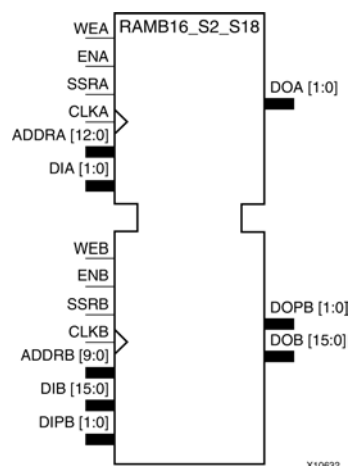 RAMB16_S2_S18
WEA
ENA
SSRA
CLKA
ADDRA [12:0]
DIA [1:0]
DOA [1:0]
WEB
ENB
SSRB
CLKB
ADDRB [9:0]
DIB [15:0]
DIPB [1:0]
DOPB [1:0]
DOB [15:0]
X10633